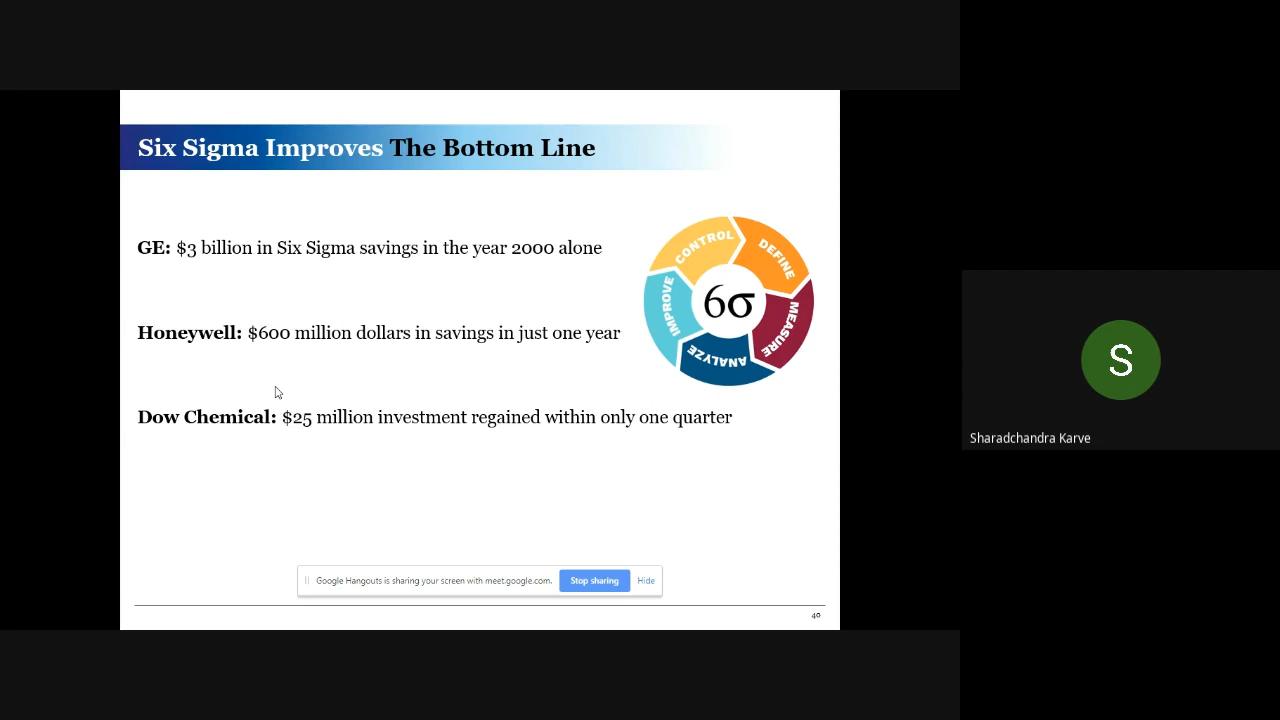 Six Sigma Improves The Bottom Line
GE: $3 billion in Six Sigma savings in the year 2000 alone
Honeywell: $600 million dollars in savings in just one year
Dow Chemical: $25 million investment regained within only one quarter
CONTROL
DEFINE
MEASURE
ANALYZE
IMPROVE
6σ
Google Hangouts is sharing your screen with meet.google.com.
Stop sharing
Hide
40
S
Sharadchandra Karve